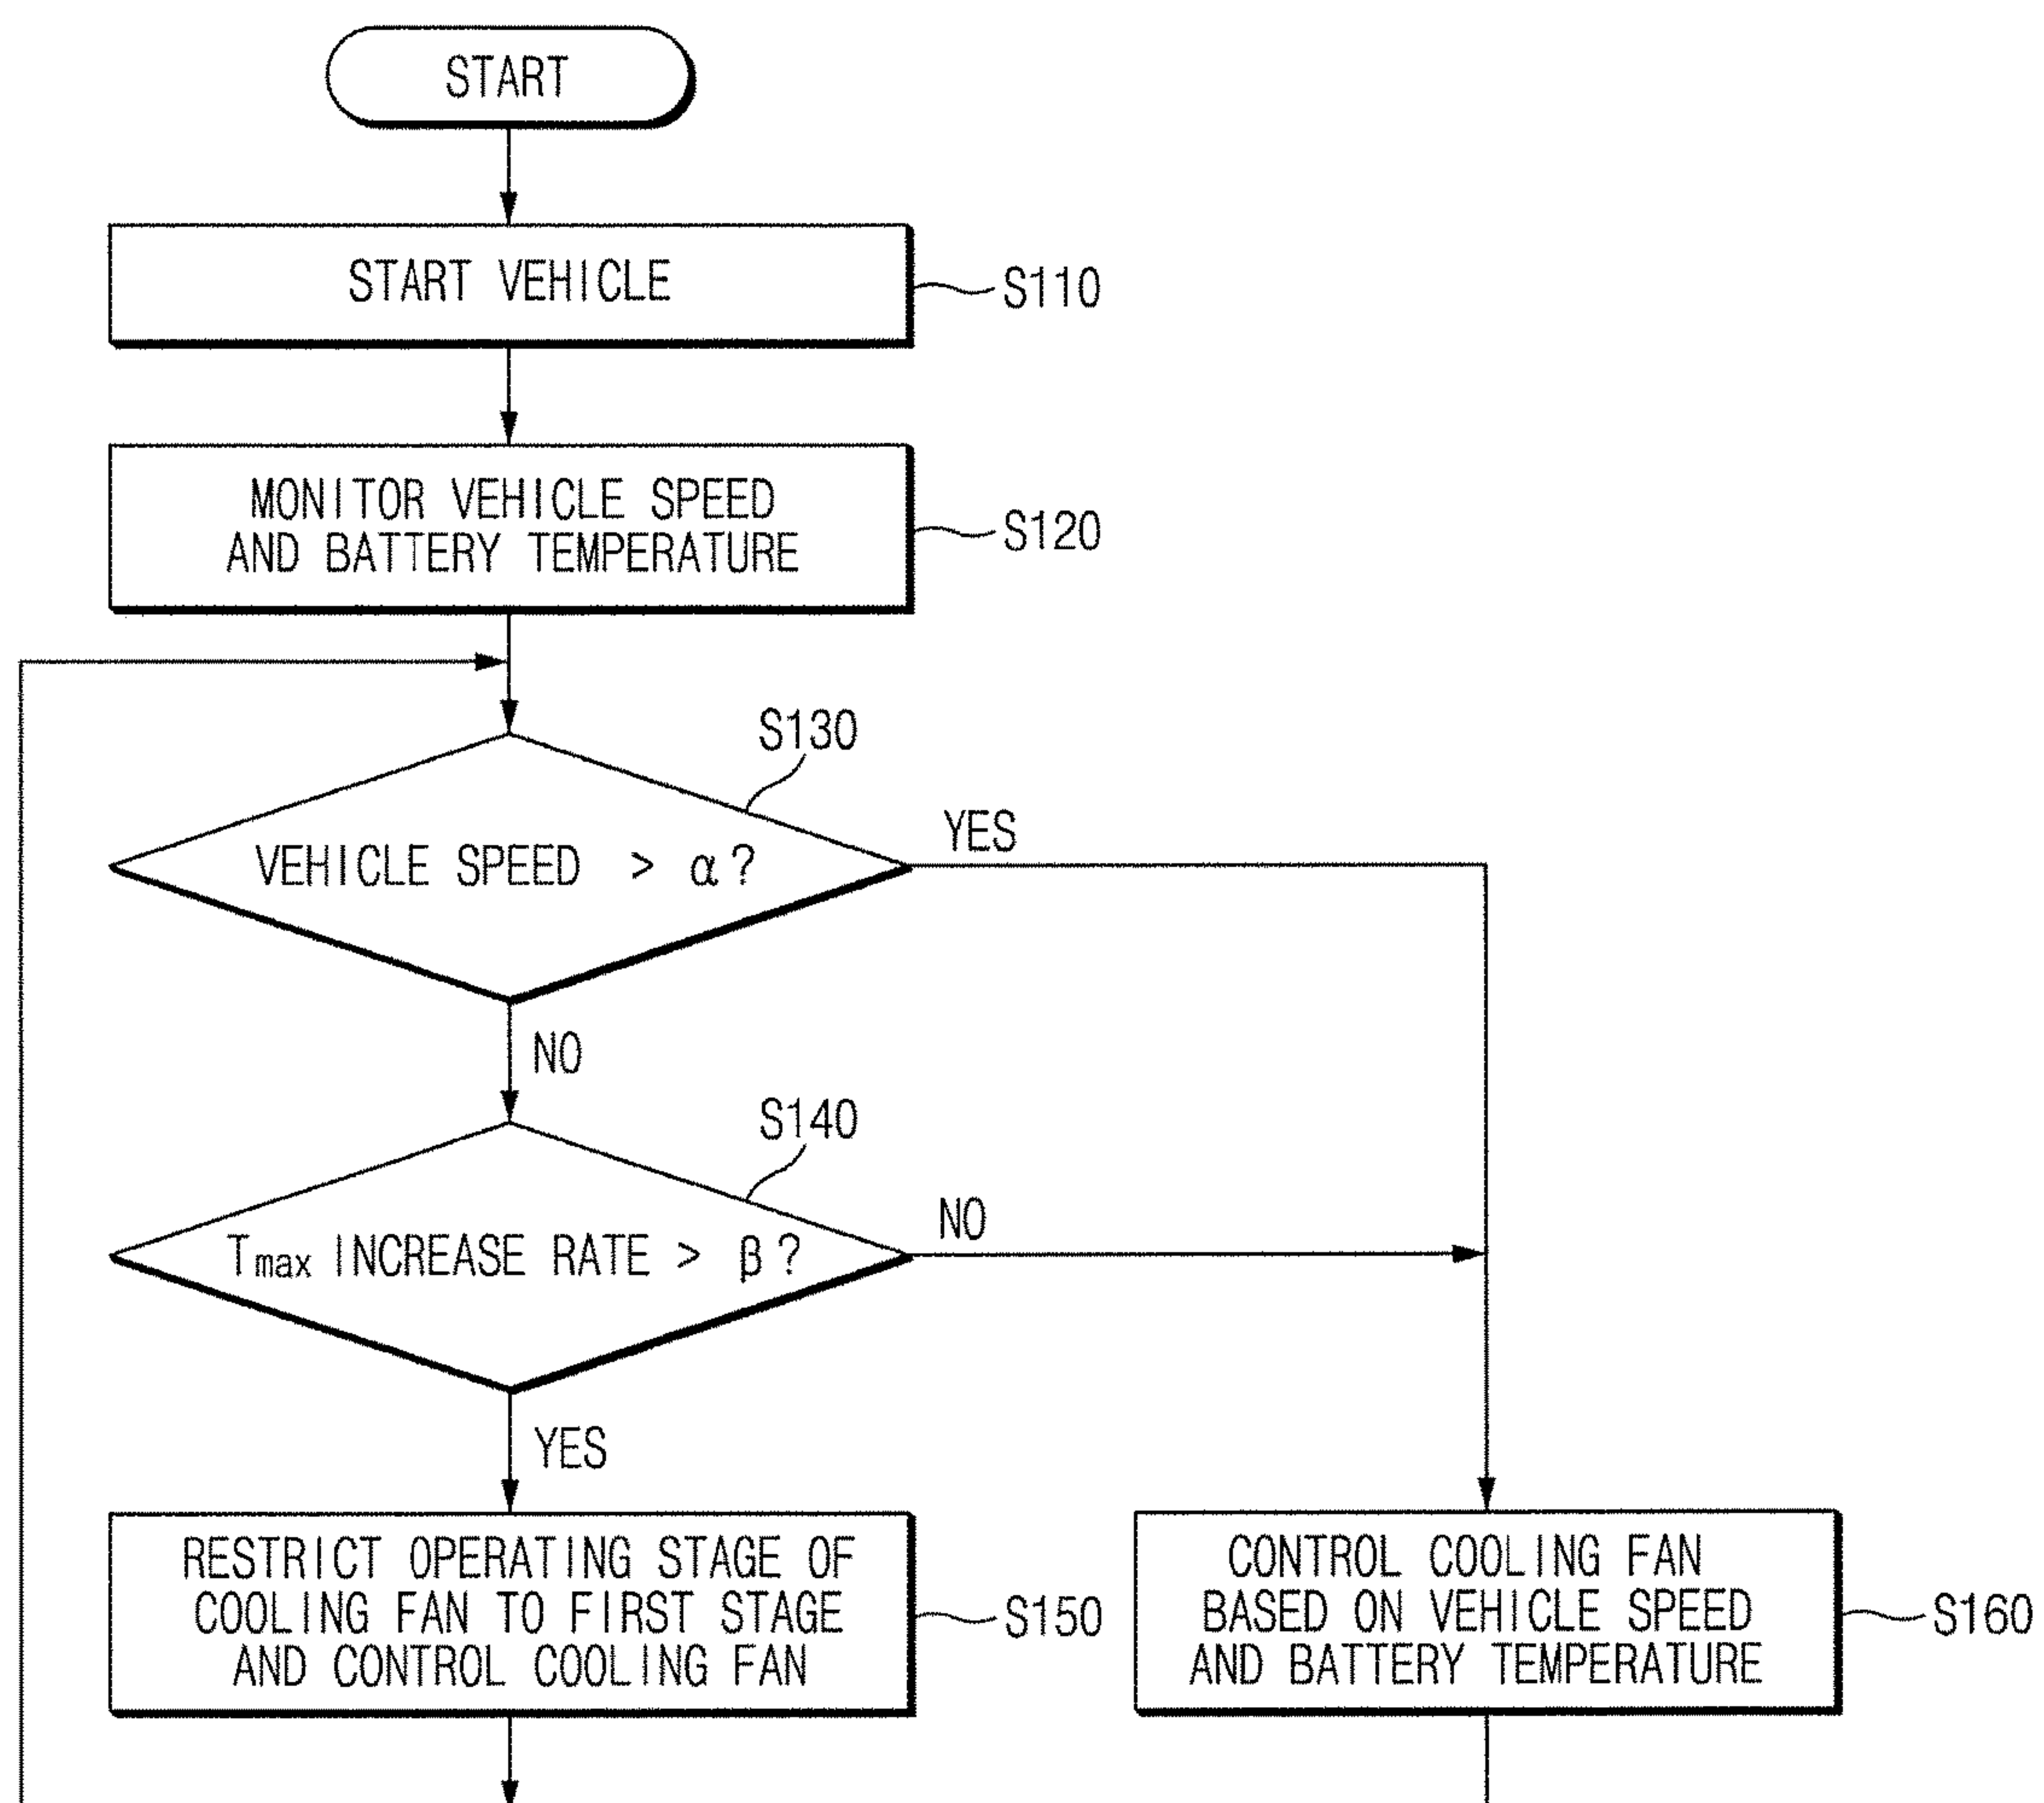 START
START VEHICLE
S110
MONITOR VEHICLE SPEED
AND BATTERY TEMPERATURE
S120
S130
VEHICLE SPEED > α?
YES
NO
S140
Tmax INCREASE RATE > β?
NO
YES
RESTRICT OPERATING STAGE OF
COOLING FAN TO FIRST STAGE
AND CONTROL COOLING FAN
S150
CONTROL COOLING FAN
BASED ON VEHICLE SPEED
AND BATTERY TEMPERATURE
S160